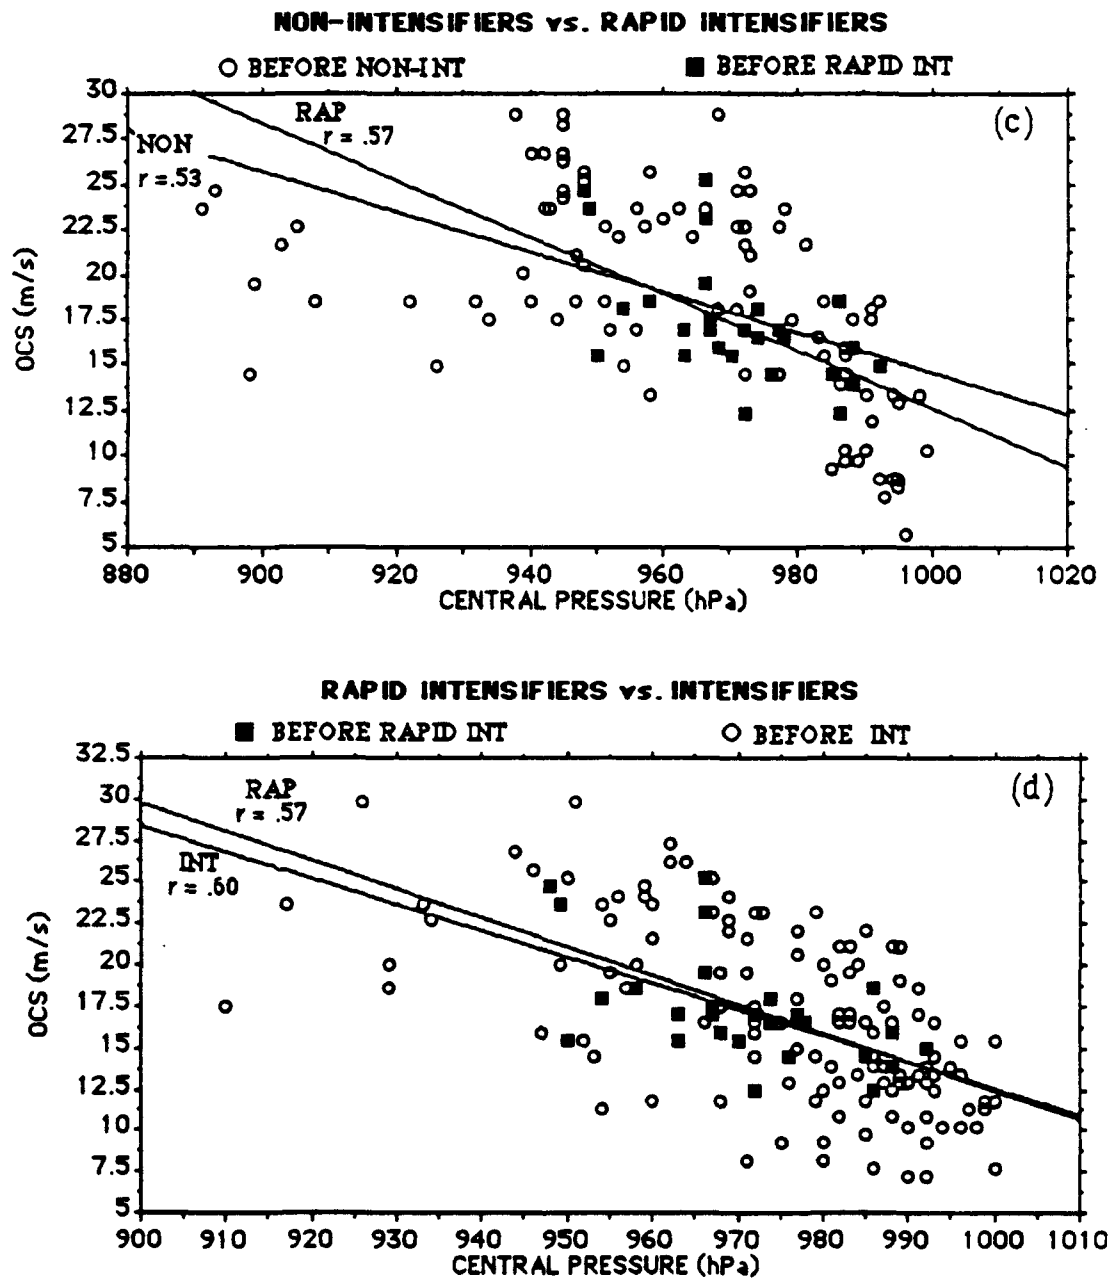 NON-INTENSIFIERS vs. RAPID INTENSIFIERS
BEFORE NON-INT BEFORE RAPID INT
30
27.5
25
22.5
20
17.5
15
12.5
10
7.5
5
OCS (m/s)
RAP
r = .57
NON
r = .53
(c)
880 900 920 940 960 980 1000 1020
CENTRAL PRESSURE (hPa)
RAPID INTENSIFIERS vs. INTENSIFIERS
BEFORE RAPID INT BEFORE INT
32.5
30
27.5
25
22.5
20
17.5
15
12.5
10
7.5
5
OCS (m/s)
RAP
r = .57
INT
r = .60
(d)
900 910 920 930 940 950 960 970 980 990 1000 1010
CENTRAL PRESSURE (hPa)